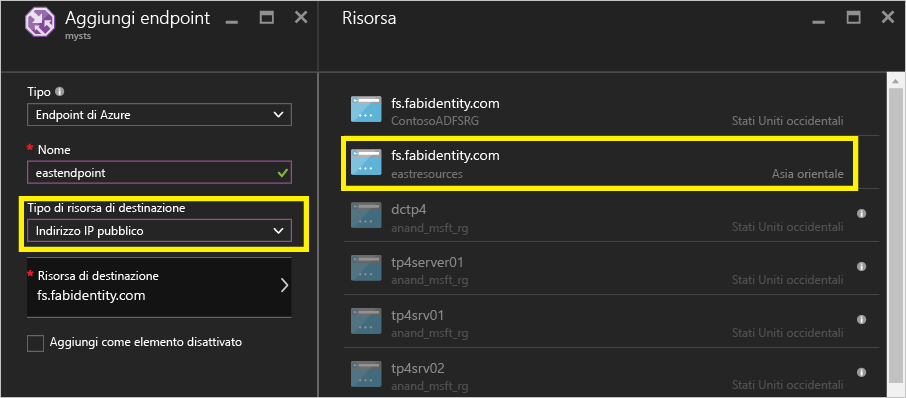 Aggiungi endpoint
mysts
Tipo
Endpoint di Azure
* Nome
eastendpoint
Tipo di risorsa di destinazione
Indirizzo IP pubblico
* Risorsa di destinazione
fs.fabidentity.com
Aggiungi come elemento disattivato
Risorsa
fs.fabidentity.com
ContosoADFSRG Stati Uniti occidentali
fs.fabidentity.com
eastresources Asia orientale
dctp4
anand_msft_rg Stati Uniti occidentali
tp4server01
anand_msft_rg Stati Uniti occidentali
tp4srv01
anand_msft_rg Stati Uniti occidentali
tp4srv02
anand_msft_rg Stati Uniti occidentali